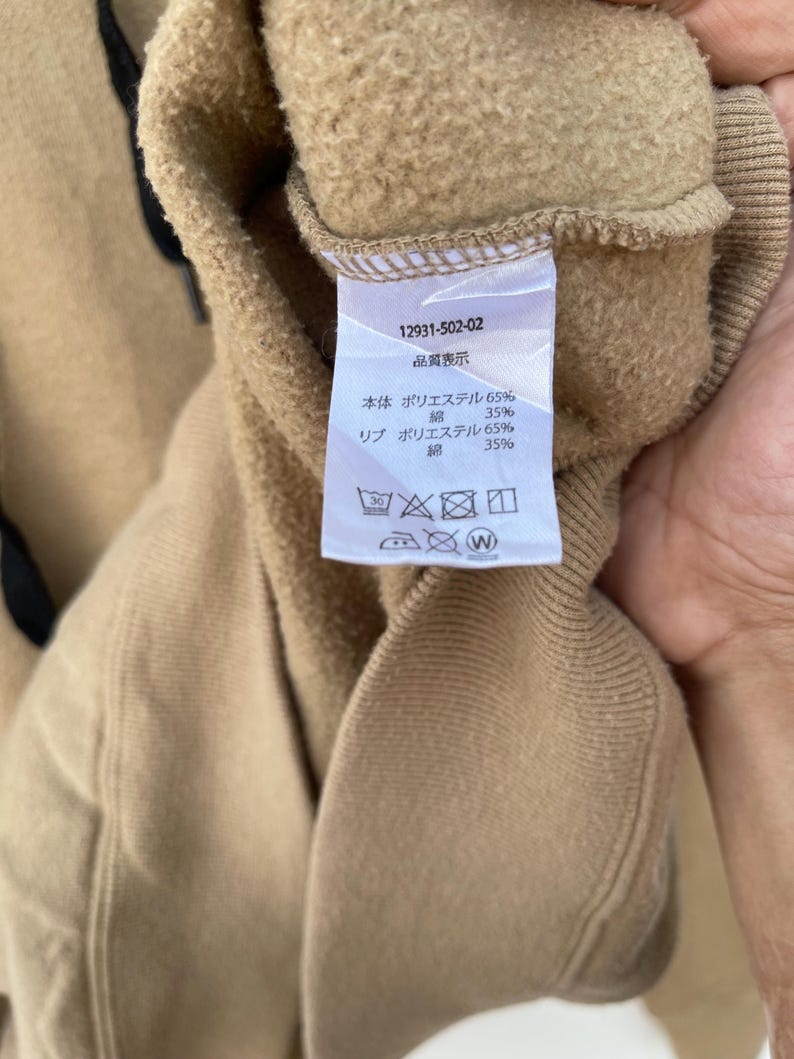 12931-502-02
品質表示
本体 ポリエステル 65%
綿 35%
リブ ポリエステル 65%
綿 35%
30
W